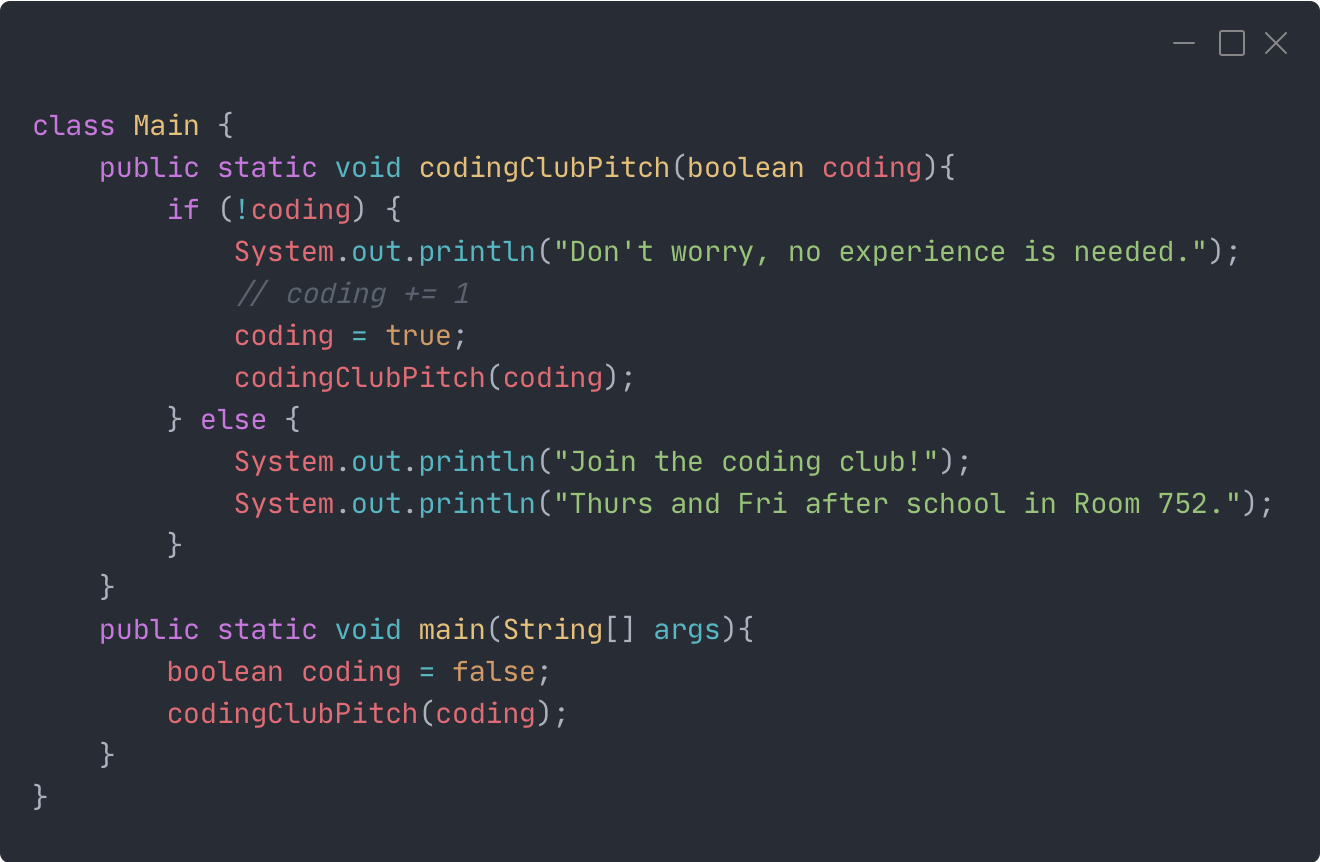 class Main {
    public static void codingClubPitch(boolean coding){
        if (!coding) {
            System.out.println("Don't worry, no experience is needed.");
            // coding += 1
            coding = true;
            codingClubPitch(coding);
        } else {
            System.out.println("Join the coding club!");
            System.out.println("Thurs and Fri after school in Room 752.");
        }
    }
    public static void main(String[] args){
        boolean coding = false;
        codingClubPitch(coding);
    }
}